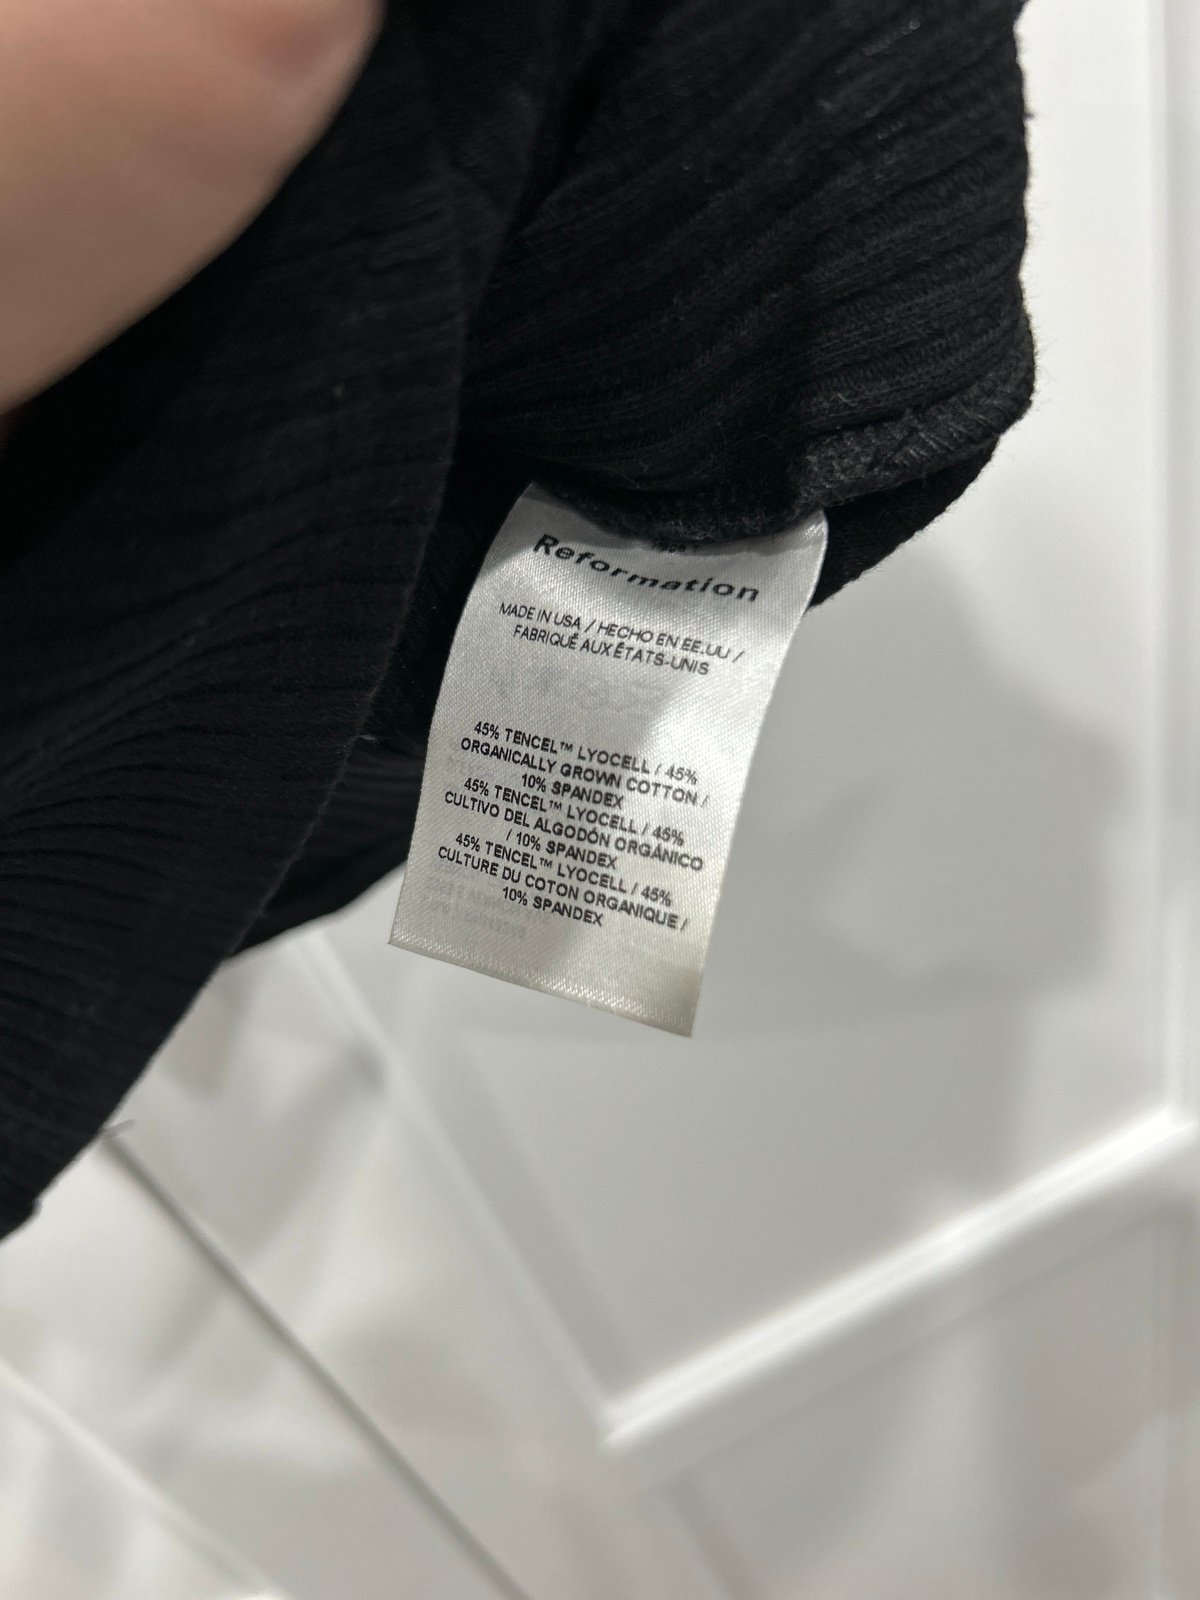 Reformation
MADE IN USA / HECHO EN EE.UU /
FABRIQUÉ AUX ÉTATS-UNIS
45% TENCEL™ LYOCELL / 45%
ORGANICALLY GROWN COTTON /
10% SPANDEX
45% TENCEL™ LYOCELL / 45%
CULTIVO DEL ALGODÓN ORGÁNICO
/ 10% SPANDEX
45% TENCEL™ LYOCELL / 45%
CULTURE DU COTON ORGANIQUE /
10% SPANDEX